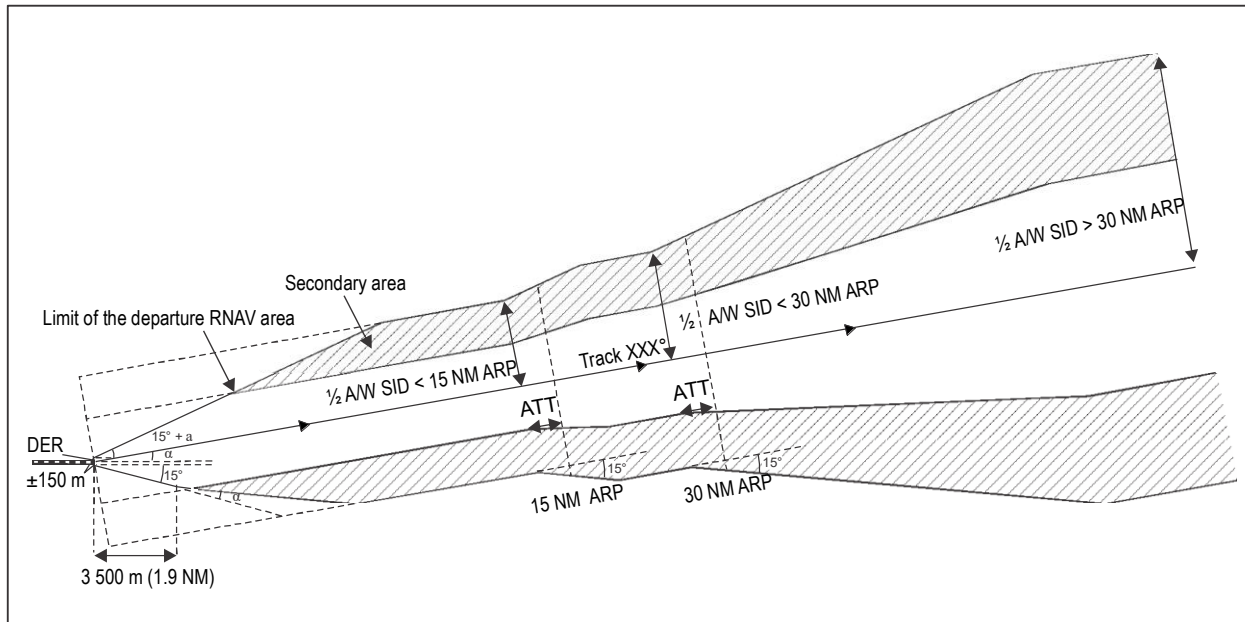 ½ A/W SID > 30 NM ARP
Secondary area
½ A/W SID < 30 NM ARP
Limit of the departure RNAV area
Track XXX°
½ A/W SID < 15 NM ARP
ATT
ATT
DER
15° + a
α
15°
±150 m
α
15°
15°
15 NM ARP
30 NM ARP
3 500 m (1.9 NM)